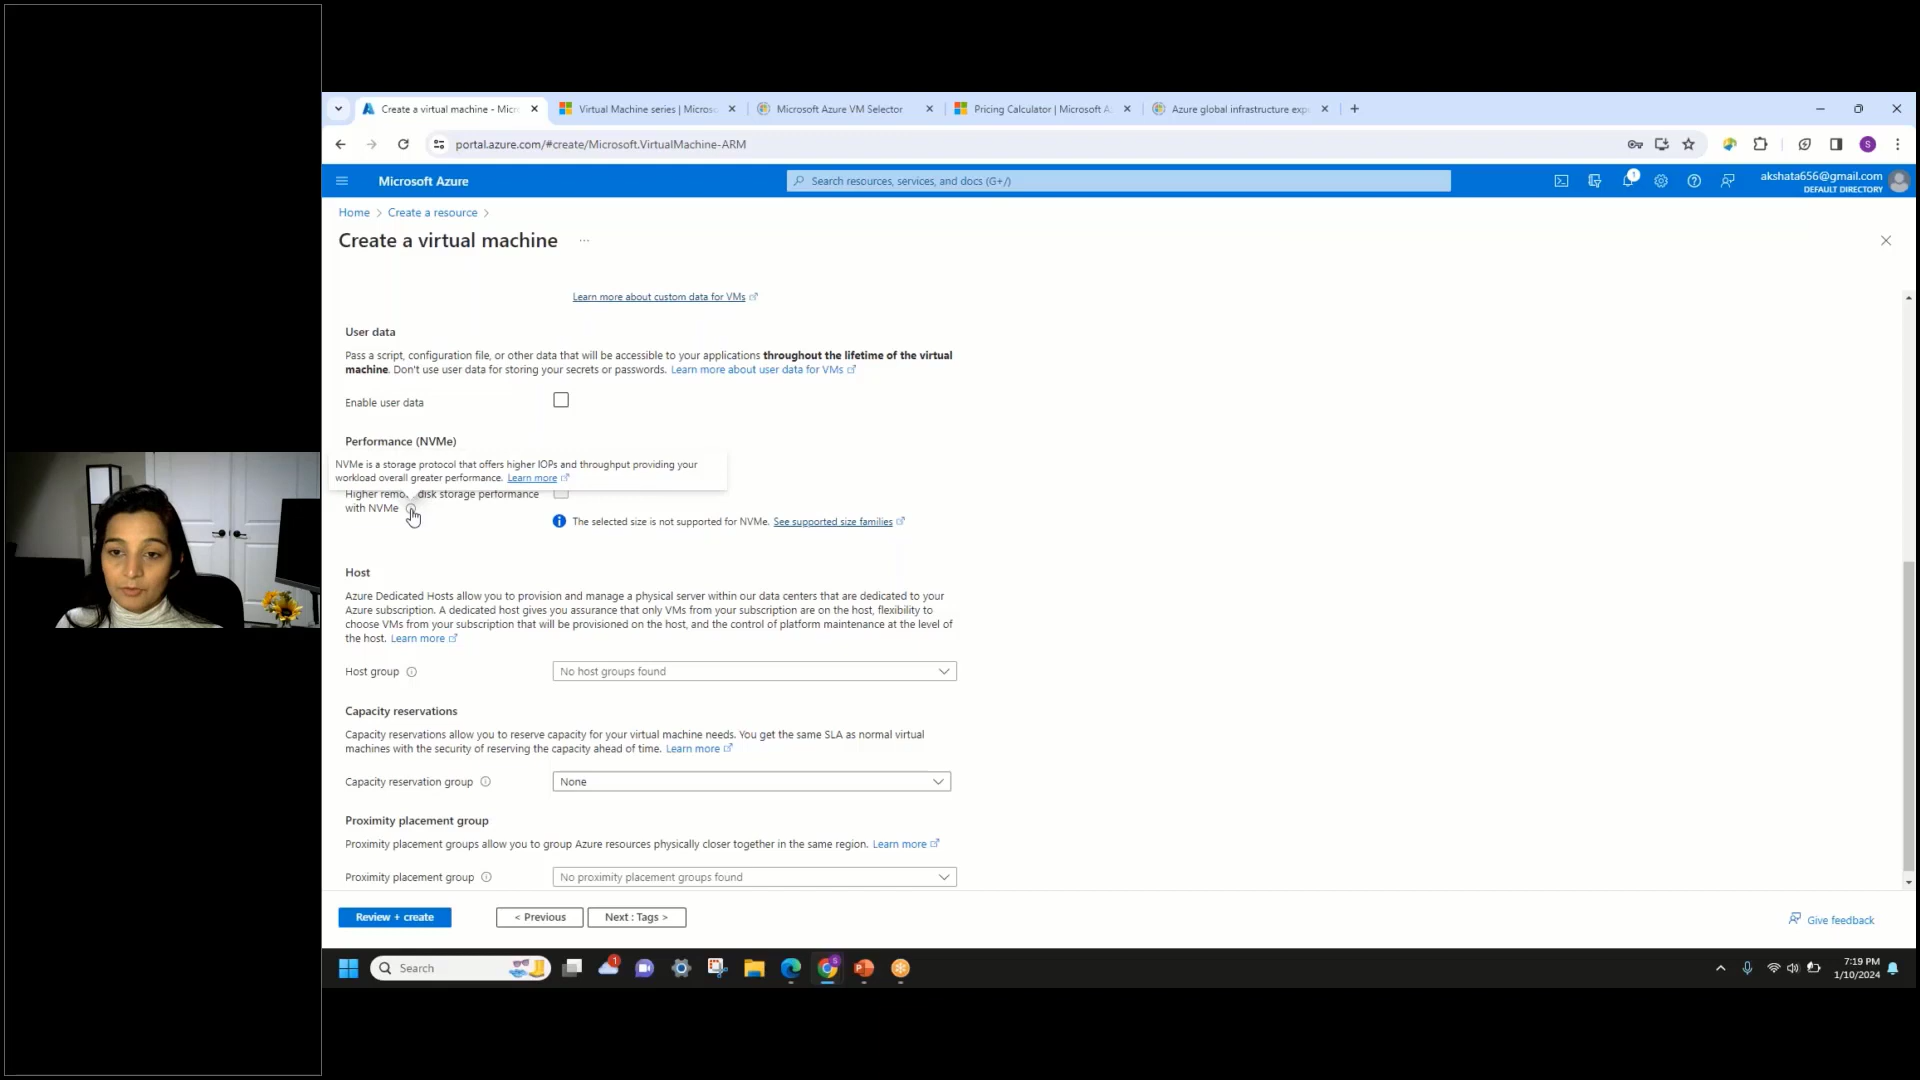 Create a virtual machine - Micr
Virtual Machine series | Micros
Microsoft Azure VM Selector
Pricing Calculator | Microsoft A
Azure global infrastructure exp
portal.azure.com/#create/Microsoft.VirtualMachine-ARM
S
Microsoft Azure
Search resources, services, and docs (G+/)
1
akshata656@gmail.com
DEFAULT DIRECTORY
Home > Create a resource >
Create a virtual machine ...
Learn more about custom data for VMs
User data
Pass a script, configuration file, or other data that will be accessible to your applications throughout the lifetime of the virtual
machine. Don't use user data for storing your secrets or passwords. Learn more about user data for VMs
Enable user data
Performance (NVMe)
NVMe is a storage protocol that offers higher IOPs and throughput providing your
workload overall greater performance. Learn more
Higher remo disk storage performance
with NVMe
The selected size is not supported for NVMe. See supported size families
Host
Azure Dedicated Hosts allow you to provision and manage a physical server within our data centers that are dedicated to your
Azure subscription. A dedicated host gives you assurance that only VMs from your subscription are on the host, flexibility to
choose VMs from your subscription that will be provisioned on the host, and the control of platform maintenance at the level of
the host. Learn more
Host group
No host groups found
Capacity reservations
Capacity reservations allow you to reserve capacity for your virtual machine needs. You get the same SLA as normal virtual
machines with the security of reserving the capacity ahead of time. Learn more
Capacity reservation group
None
Proximity placement group
Proximity placement groups allow you to group Azure resources physically closer together in the same region. Learn more
Proximity placement group
No proximity placement groups found
Review + create
< Previous
Next : Tags >
Give feedback
Search
1
7:19 PM
1/10/2024